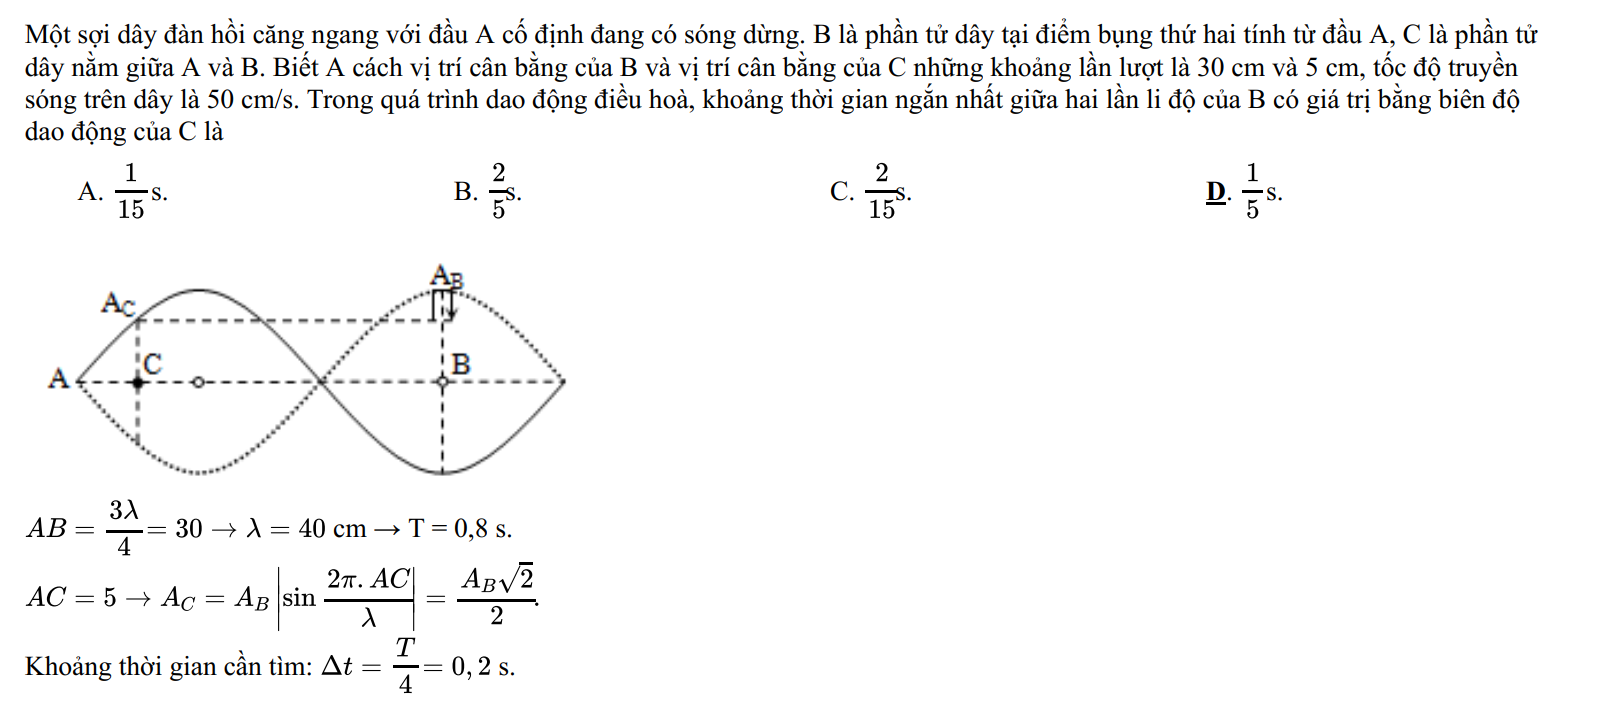 Một sợi dây đàn hồi căng ngang với đầu A cố định đang có sóng dừng. B là phần tử dây tại điểm bụng thứ hai tính từ đầu A, C là phần tử
dây nằm giữa A và B. Biết A cách vị trí cân bằng của B và vị trí cân bằng của C những khoảng lần lượt là 30 cm và 5 cm, tốc độ truyền
sóng trên dây là 50 cm/s. Trong quá trình dao động điều hoà, khoảng thời gian ngắn nhất giữa hai lần li độ của B có giá trị bằng biên độ
dao động của C là
A. $\frac{1}{15}$ s. B. $\frac{2}{5}$ s. C. $\frac{2}{15}$ s. D. $\frac{1}{5}$ s.
A_B
A_C
C
B
A
$AB = \frac{3\lambda}{4} = 30 \rightarrow \lambda = 40$ cm → T = 0,8 s.
$AC = 5 \rightarrow A_C = A_B \left| \sin \frac{2\pi . AC}{\lambda} \right| = \frac{A_B\sqrt{2}}{2}$.
Khoảng thời gian cần tìm: $\Delta t = \frac{T}{4} = 0,2$ s.